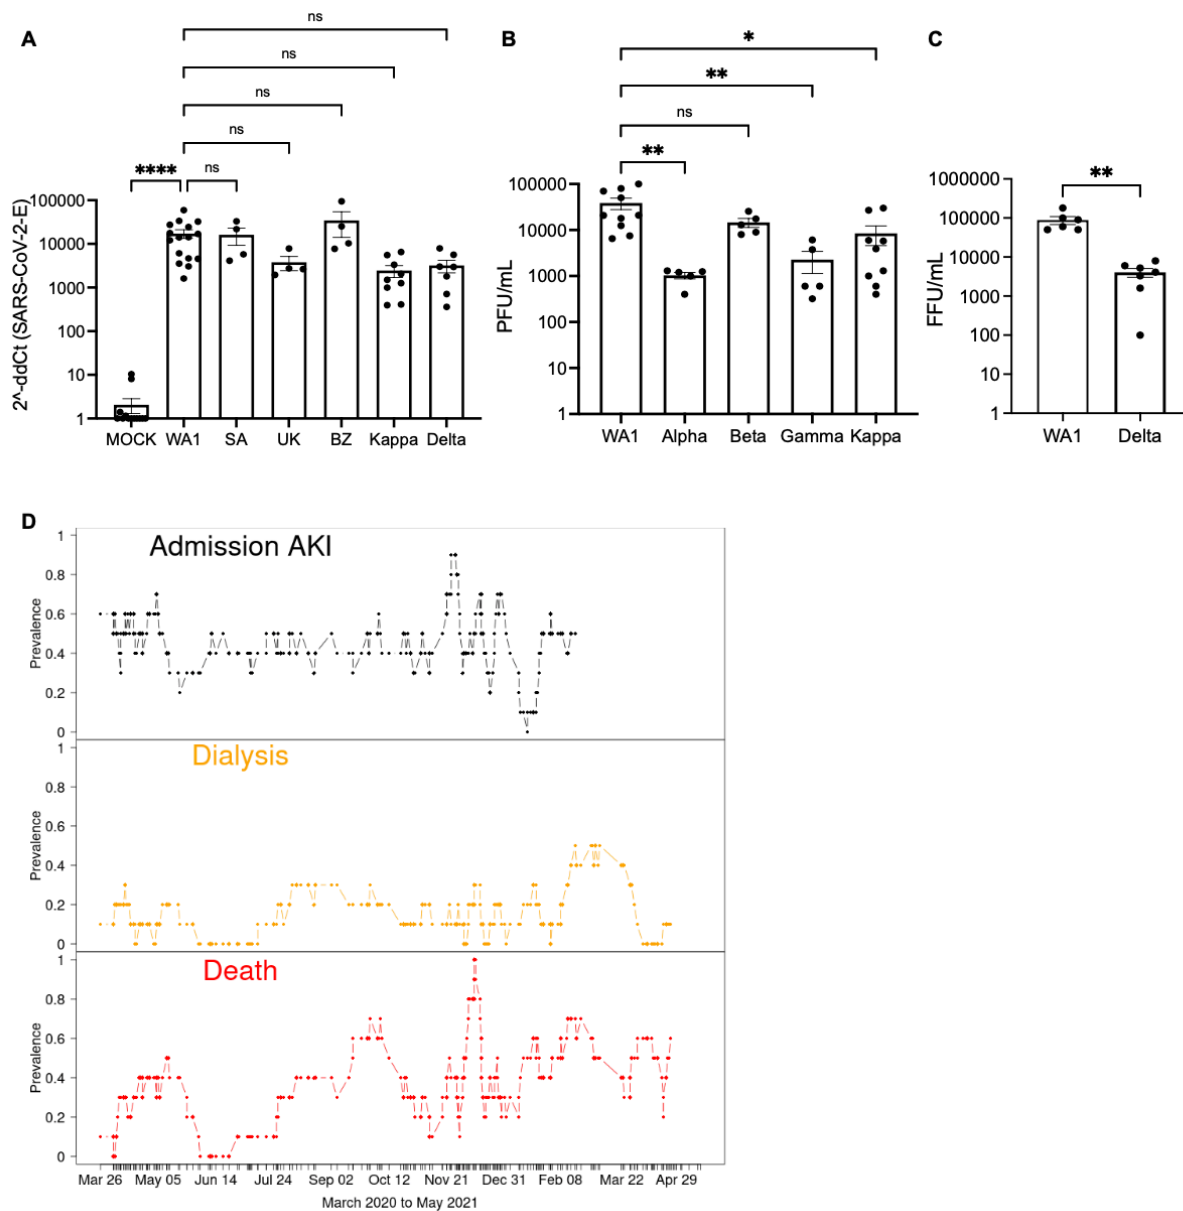 A
ns
ns
ns
ns
**** ns
2^-ddCt (SARS-CoV-2-E)
100000
10000
1000
100
10
1
MOCK WA1 SA UK BZ Kappa Delta
B
*
**
ns
**
PFU/mL
100000
10000
1000
100
10
1
WA1 Alpha Beta Gamma Kappa
C
**
FFU/mL
1000000
100000
10000
1000
100
10
1
WA1 Delta
D
Admission AKI
Prevalence
1
0.8
0.6
0.4
0.2
0
Dialysis
Prevalence
1
0.8
0.6
0.4
0.2
0
Death
Prevalence
1
0.8
0.6
0.4
0.2
0
Mar 26 May 05 Jun 14 Jul 24 Sep 02 Oct 12 Nov 21 Dec 31 Feb 08 Mar 22 Apr 29
March 2020 to May 2021